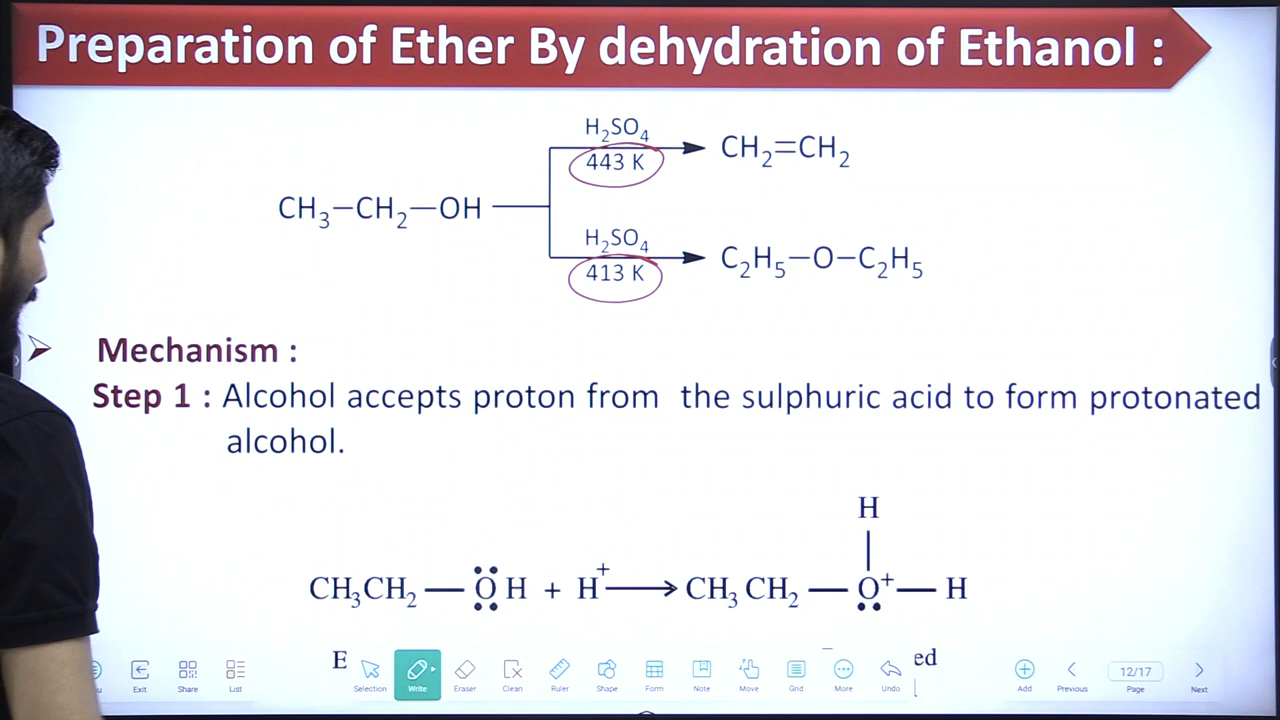 Preparation of Ether By dehydration of Ethanol :
H₂SO₄
443 K
CH₂=CH₂
CH₃–CH₂–OH
H₂SO₄
413 K
C₂H₅–O–C₂H₅
Mechanism :
Step 1 : Alcohol accepts proton from the sulphuric acid to form protonated
alcohol.
H
CH₃CH₂ — ÖH + H⁺ ⟶ CH₃ CH₂ — O⁺ — H
E
ed
Exit
Share
List
Selection
Write
Eraser
Clean
Ruler
Shape
Form
Note
Move
Grid
More
Undo
Add
Previous
12/17
Page
Next